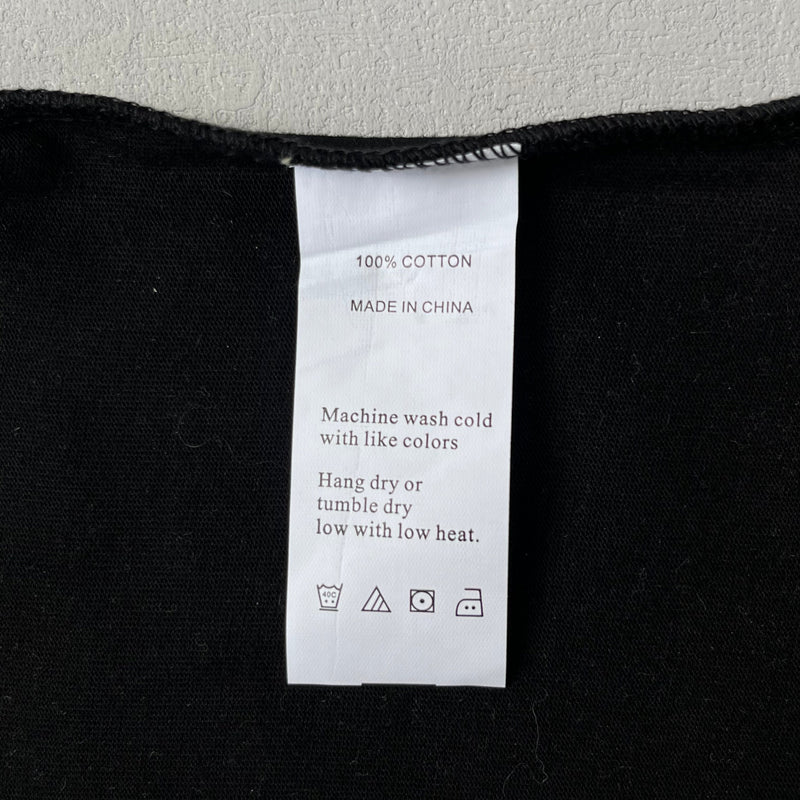 100% COTTON
MADE IN CHINA
Machine wash cold
with like colors
Hang dry or
tumble dry
low with low heat.
40C